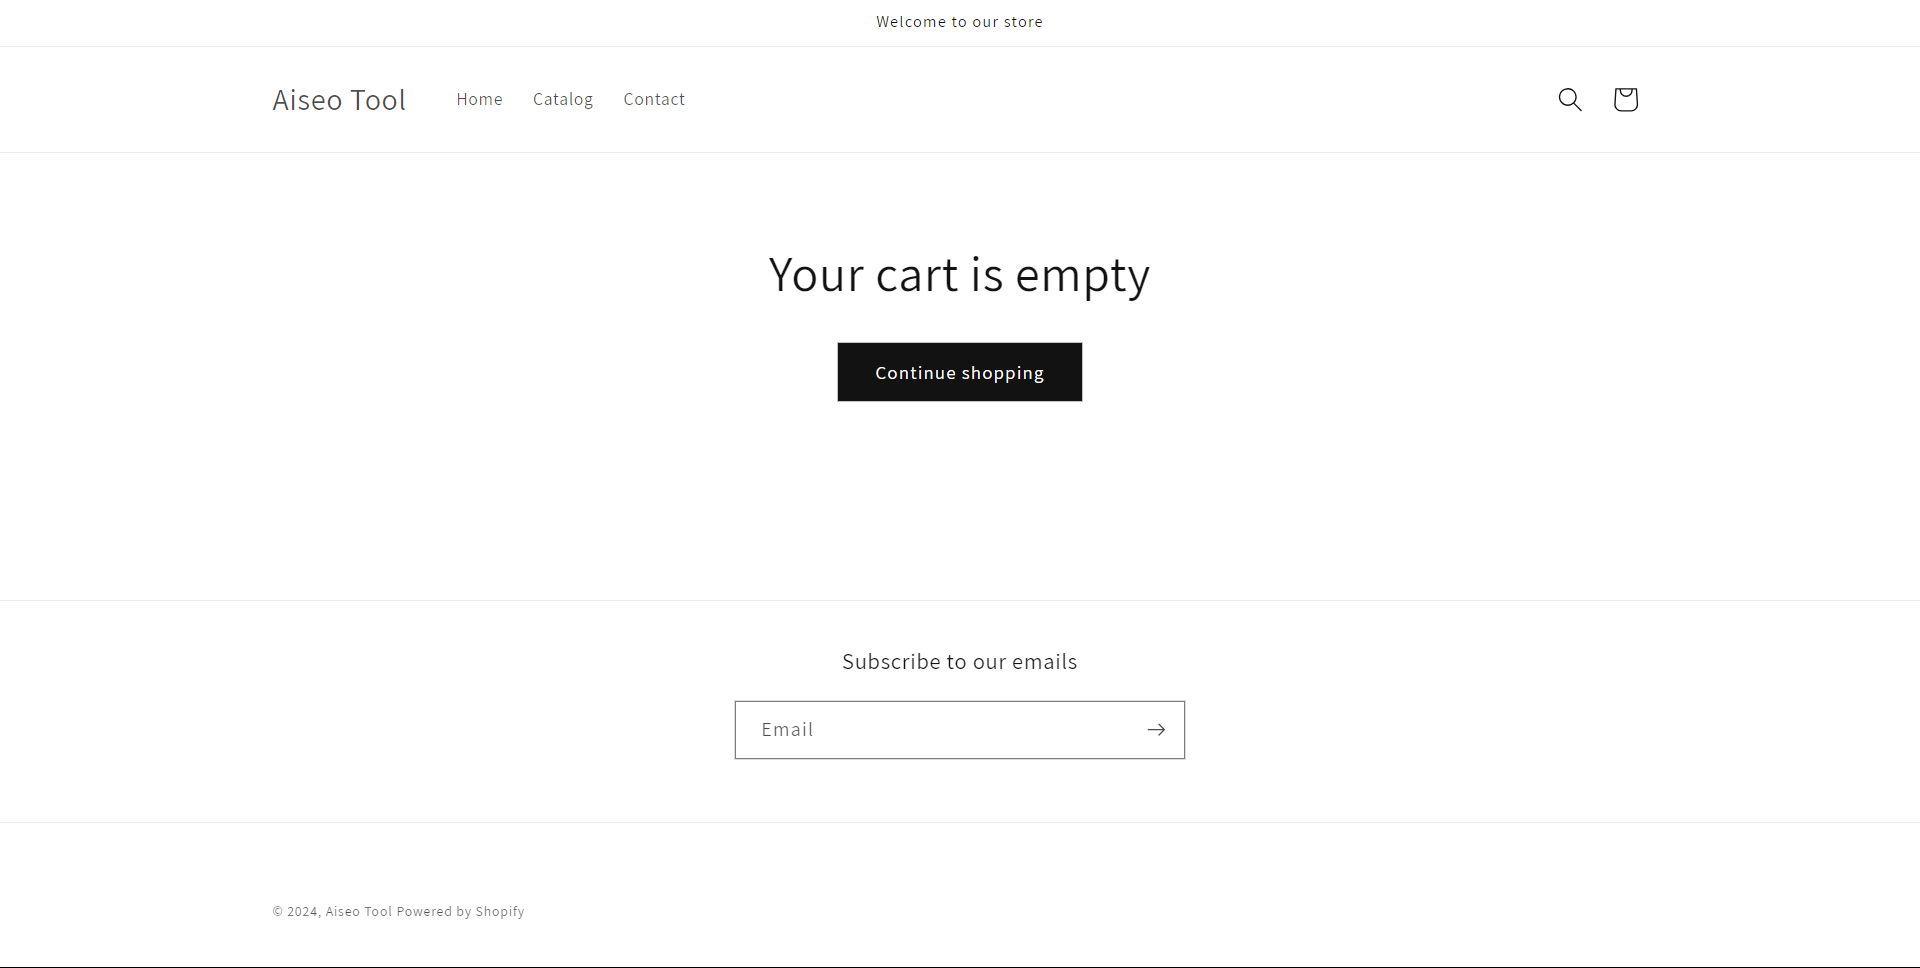 Welcome to our store
Aiseo Tool
Home
Catalog
Contact
Your cart is empty
Continue shopping
Subscribe to our emails
Email
© 2024, Aiseo Tool Powered by Shopify